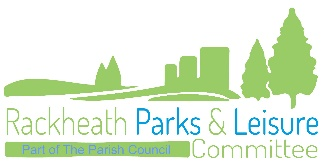 Rackheath Parks & Leisure
Part of The Parish Council
Committee